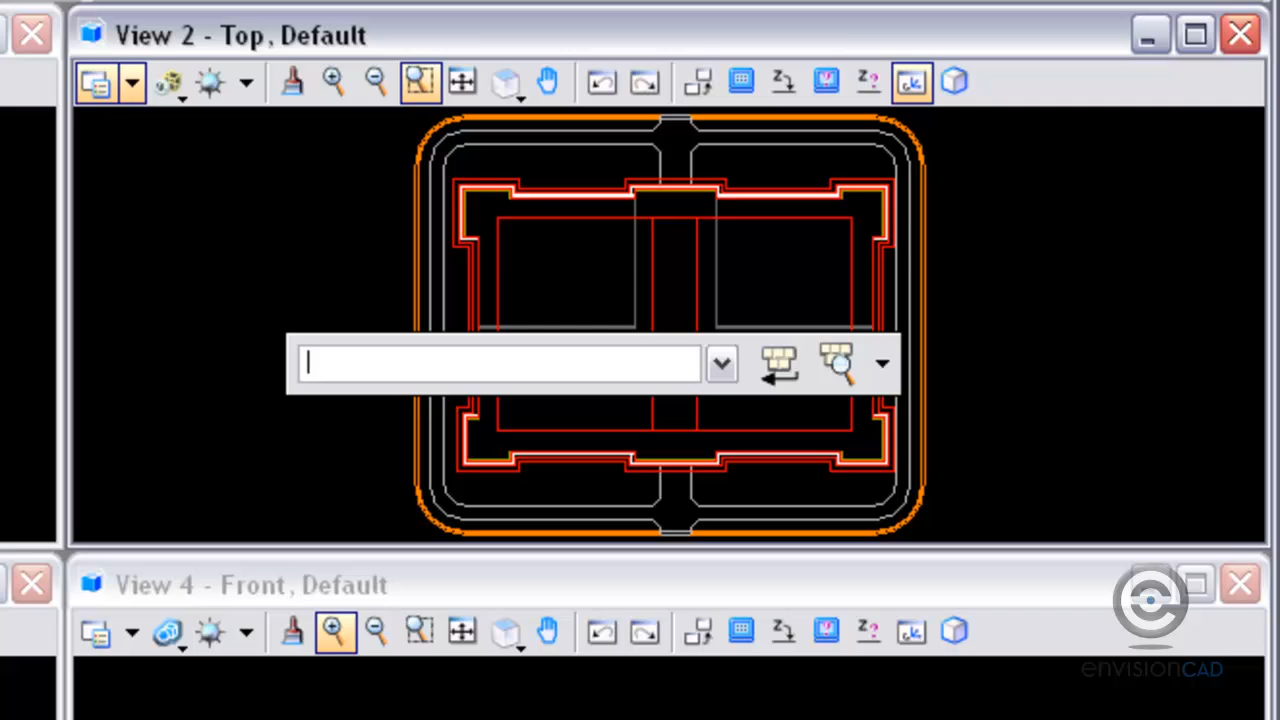 View 2 - Top, Default
View 4 - Front, Default
envisionCAD